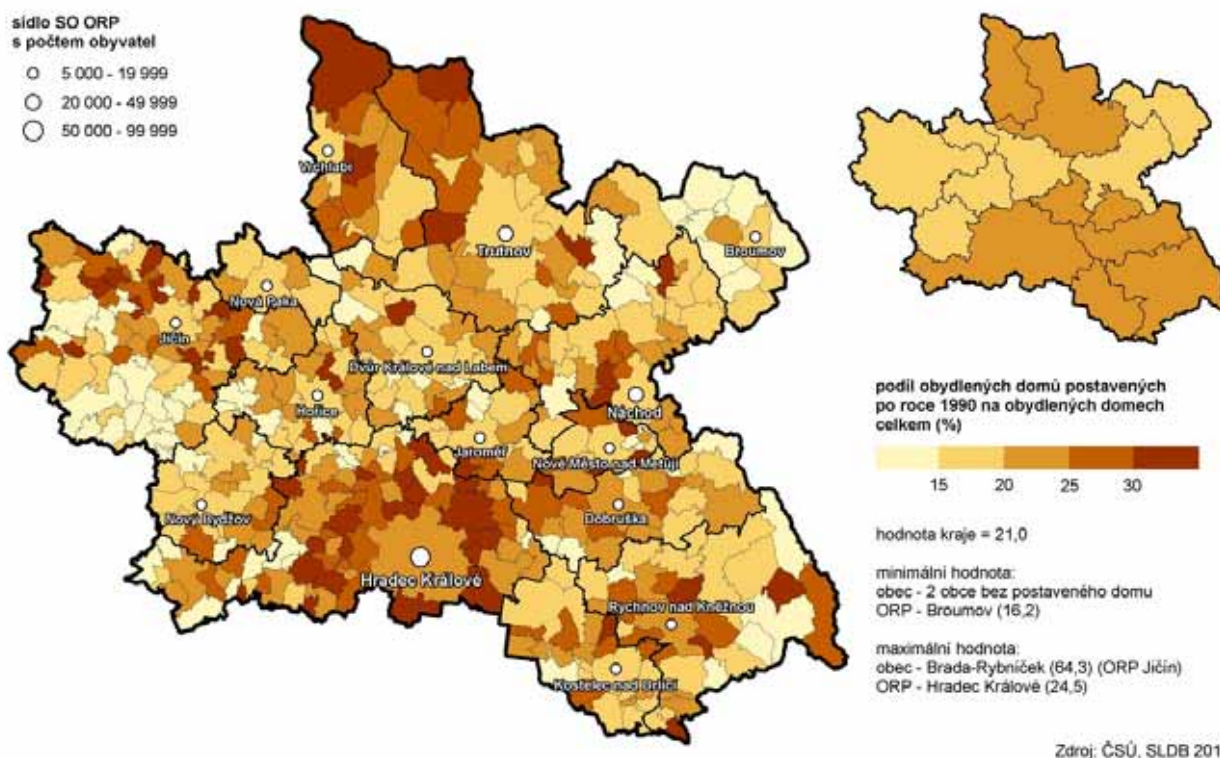 sídlo SO ORP
s počtem obyvatel
5 000 - 19 999
20 000 - 49 999
50 000 - 99 999
Vrchlabí
Trutnov
Broumov
Nová Paka
Jičín
Dvůr Králové nad Labem
Hořice
Náchod
Jaroměř
Nové Město nad Metují
Nový Bydžov
Dobruška
Hradec Králové
Rychnov nad Kněžnou
Kostelec nad Orlicí
podíl obydlených domů postavených
po roce 1990 na obydlených domech
celkem (%)
15 20 25 30
hodnota kraje = 21,0
minimální hodnota:
obec - 2 obce bez postaveného domu
ORP - Broumov (16,2)
maximální hodnota:
obec - Brada-Rybníček (64,3) (ORP Jičín)
ORP - Hradec Králové (24,5)
Zdroj: ČSÚ, SLDB 201